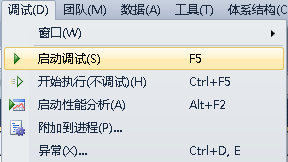 调试(D) 团队(M) 数据(A) 工具(T) 体系结构(C)
窗口(W)
启动调试(S) F5
开始执行(不调试)(H) Ctrl+F5
启动性能分析(A) Alt+F2
附加到进程(P)...
异常(X)... Ctrl+D, E